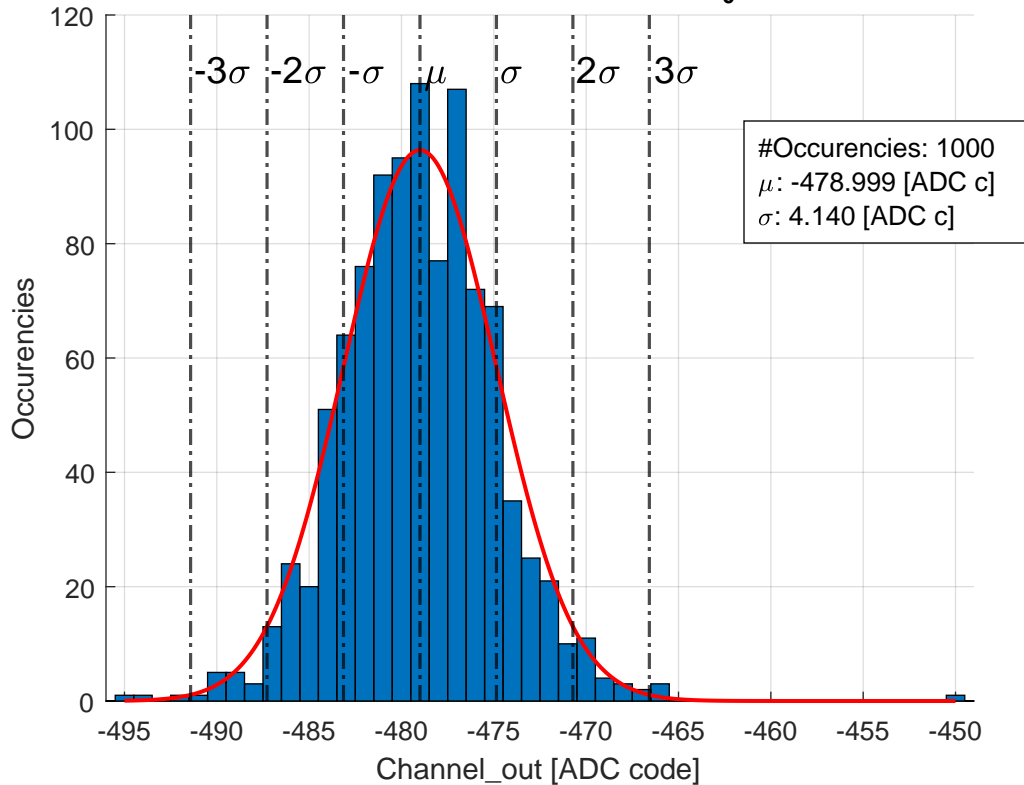 120
100
80
60
40
20
0
Occurencies
-3σ -2σ -σ μ σ 2σ 3σ
#Occurencies: 1000
μ: -478.999 [ADC c]
σ: 4.140 [ADC c]
-495 -490 -485 -480 -475 -470 -465 -460 -455 -450
Channel_out [ADC code]